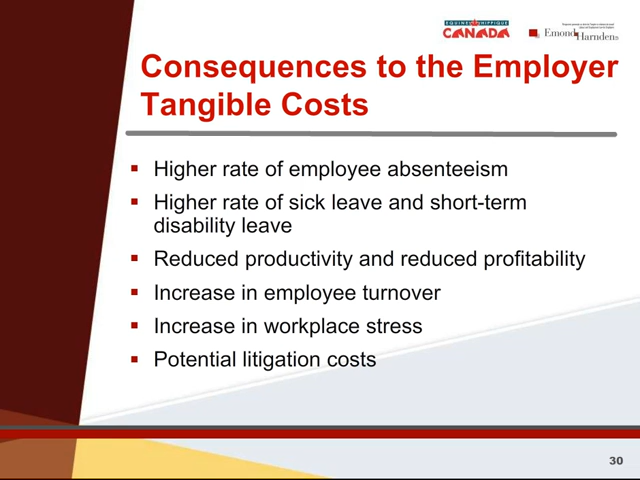 EQUINE HIPPIQUE
CANADA
Emond Harnden
Consequences to the Employer
Tangible Costs
Higher rate of employee absenteeism
Higher rate of sick leave and short-term
disability leave
Reduced productivity and reduced profitability
Increase in employee turnover
Increase in workplace stress
Potential litigation costs
30